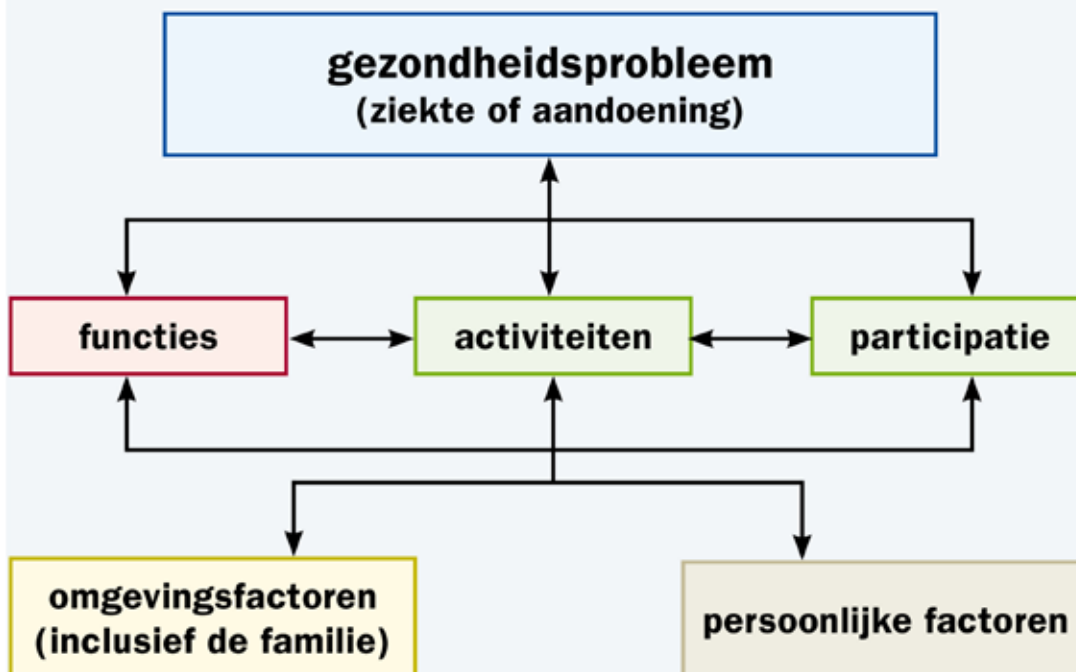 gezondheidsprobleem
(ziekte of aandoening)
functies
activiteiten
participatie
omgevingsfactoren
(inclusief de familie)
persoonlijke factoren